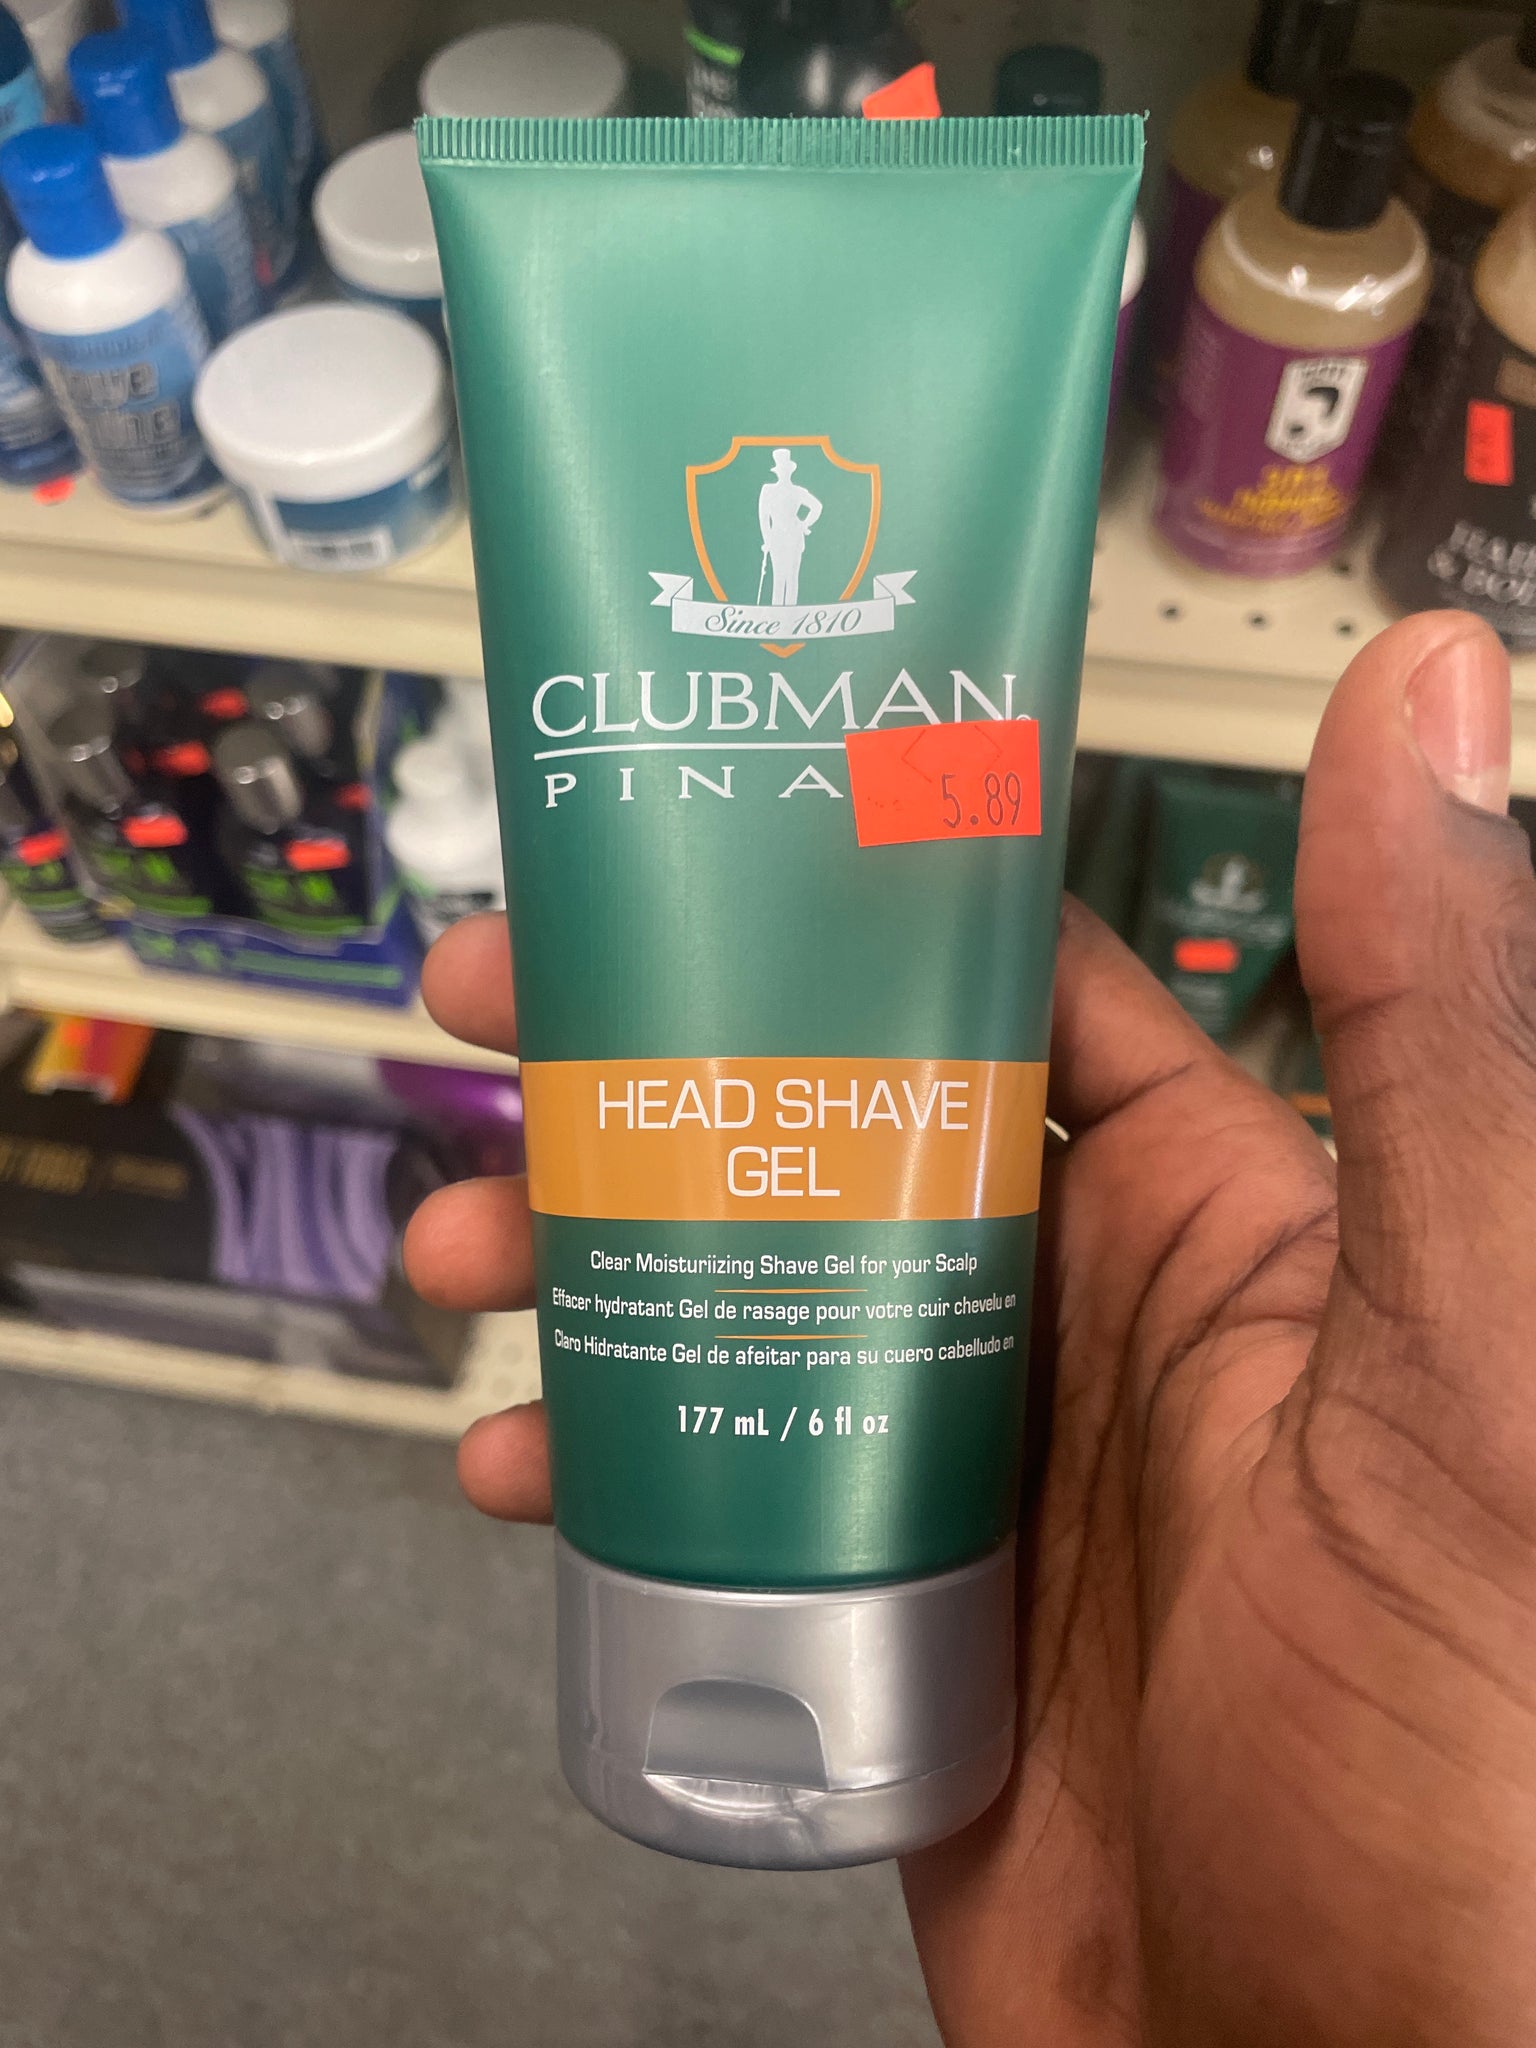 Since 1810
CLUBMAN®
PINA
5.89
HEAD SHAVE
GEL
Clear Moisturiizing Shave Gel for your Scalp
Effacer hydratant Gel de rasage pour votre cuir chevelu en
Claro Hidratante Gel de afeitar para su cuero cabelludo en
177 mL / 6 fl oz